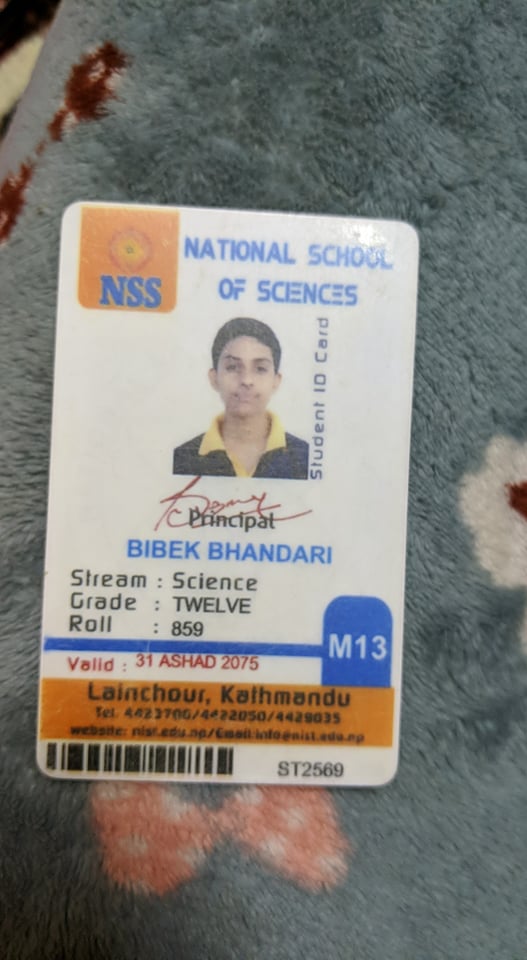 NSS
NATIONAL SCHOOL
OF SCIENCES
Student ID Card
Principal
BIBEK BHANDARI
Stream : Science
Grade : TWELVE
Roll : 859
M13
Valid : 31 ASHAD 2075
Lainchour, Kathmandu
Tel. 4423700/4422050/4428035
website: nist.edu.np/Email:info@nist.edu.np
ST2569